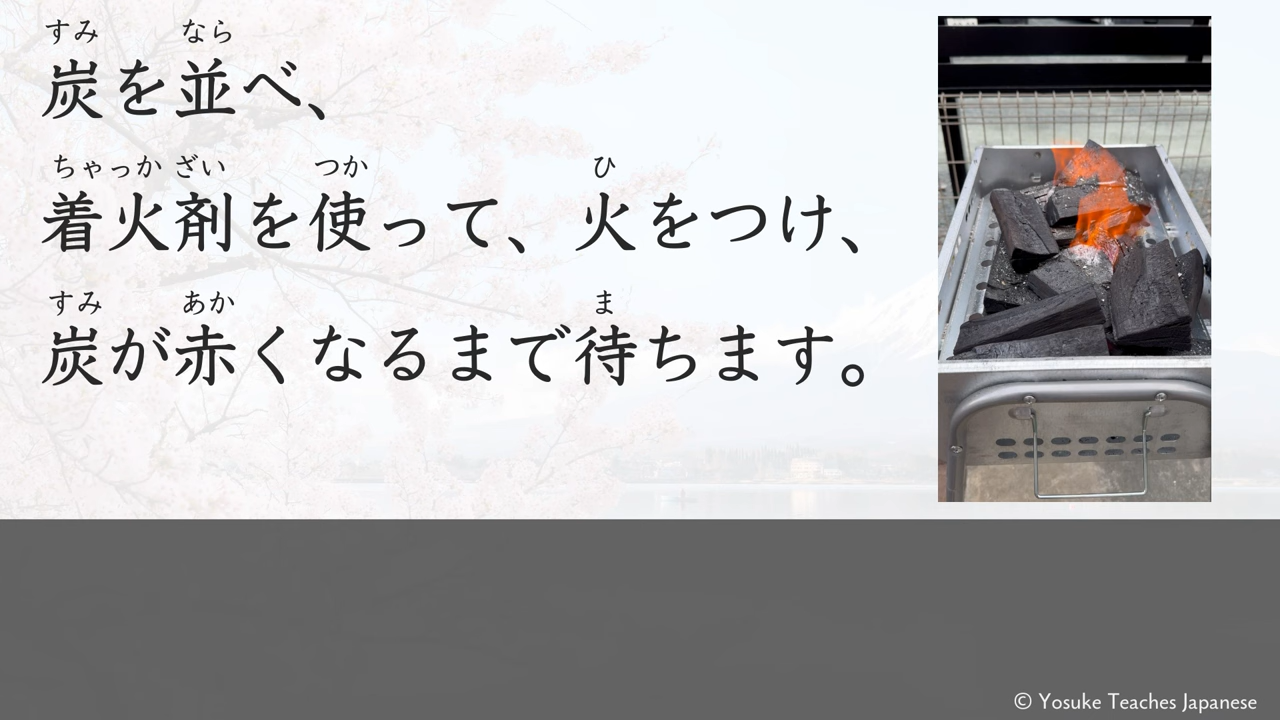 すみ なら
炭を並べ、
ちゃっか ざい つか ひ
着火剤を使って、火をつけ、
すみ あか ま
炭が赤くなるまで待ちます。
© Yosuke Teaches Japanese